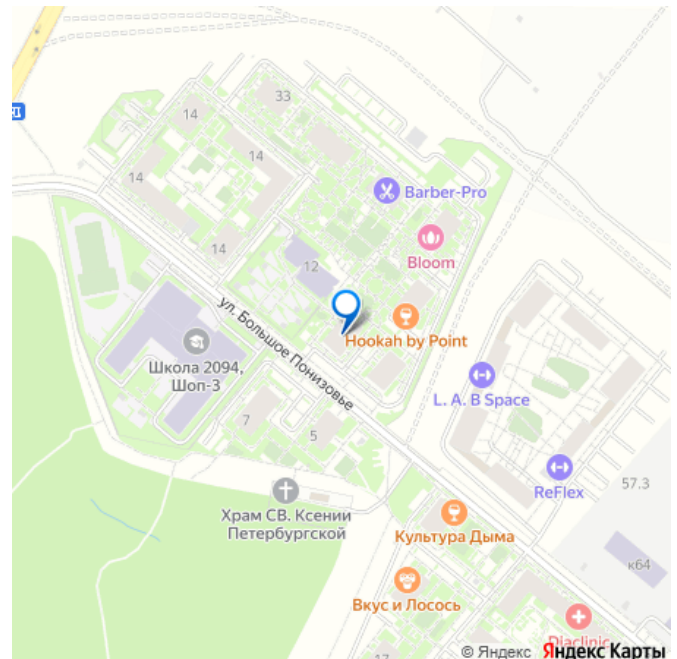 33
14
14
14
Barber-Pro
14
Bloom
12
ул. Большое Понизовье
Hookah by Point
Школа 2094,
Шоп-3
L. A. B Space
7
5
ReFlex
57.3
Храм СВ. Ксении
Петербургской
Культура Дыма
к64
Вкус и Лосось
Diaclinic
17
© Яндекс Яндекс Карты